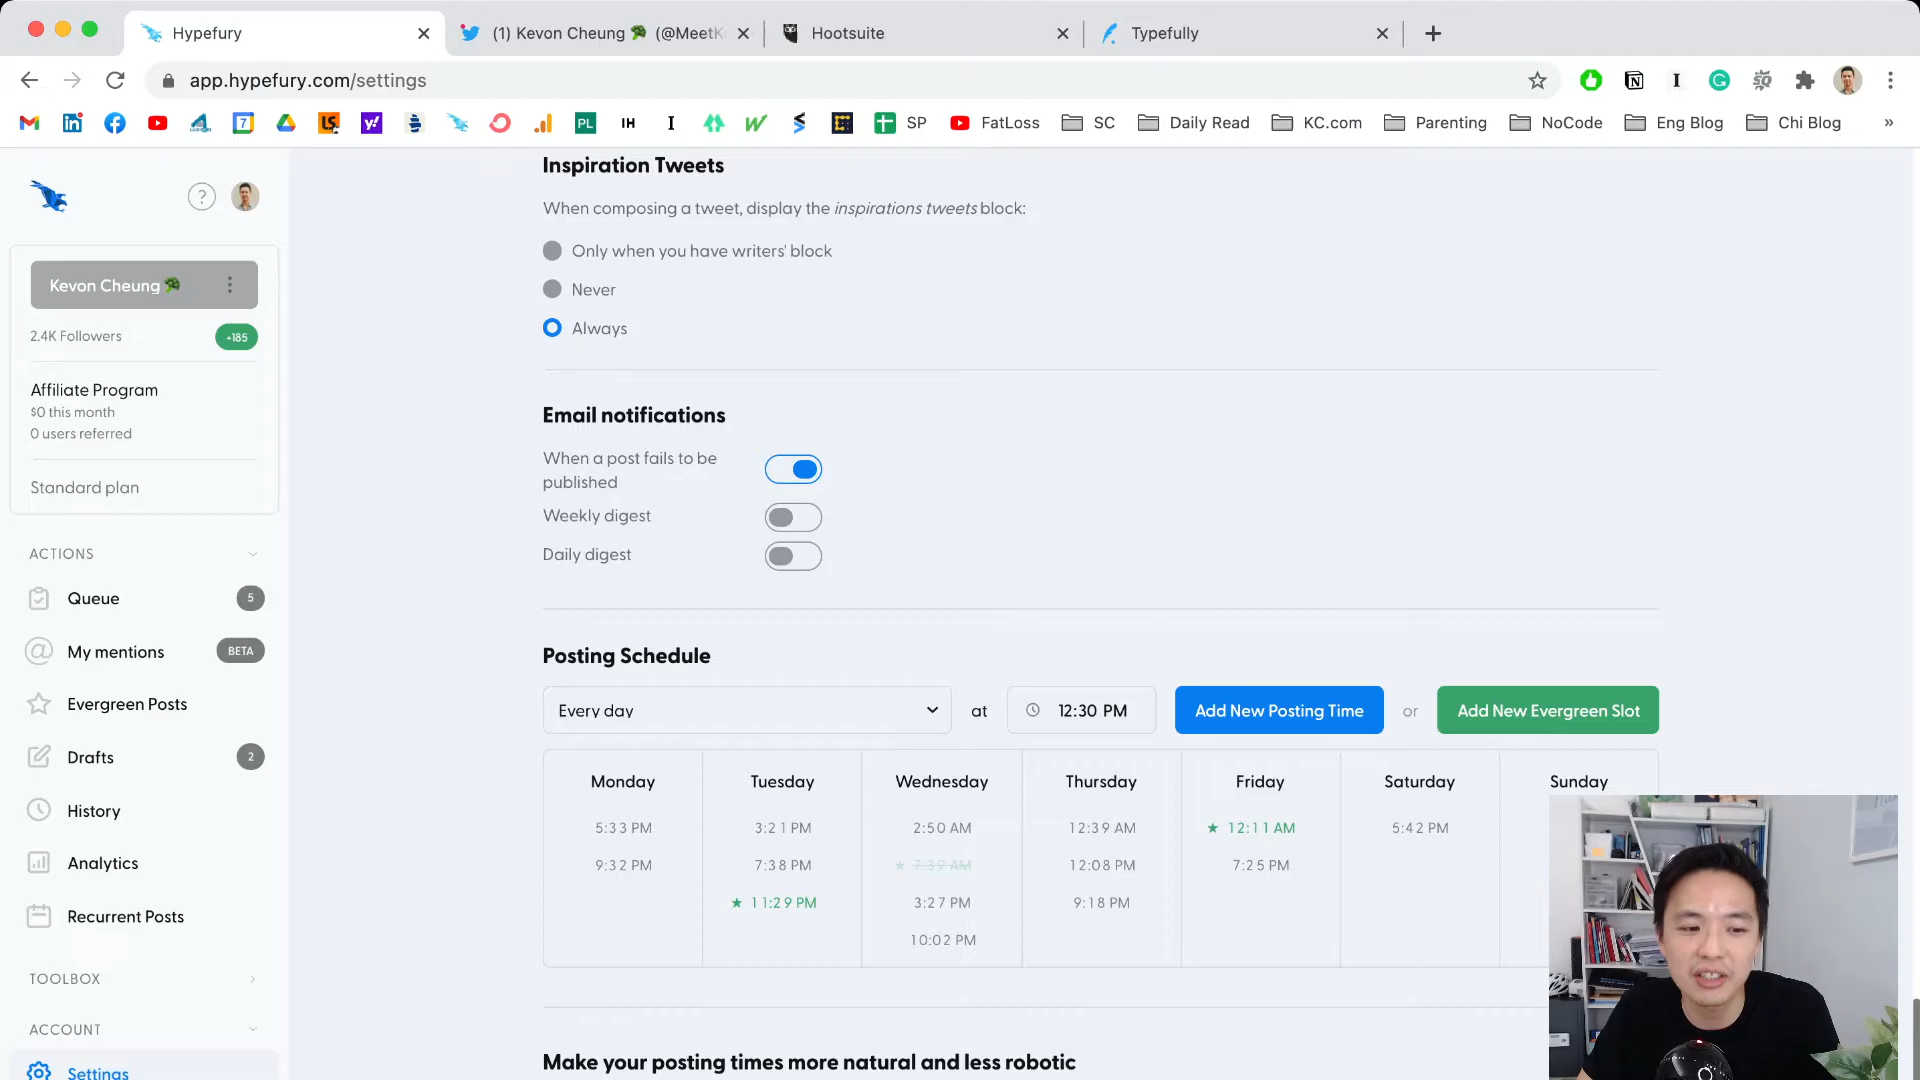 Hypefury
(1) Kevon Cheung 🥦 (@MeetK
Hootsuite
Typefully
app.hypefury.com/settings
SP
FatLoss
SC
Daily Read
KC.com
Parenting
NoCode
Eng Blog
Chi Blog
»
Kevon Cheung 🥦
2.4K Followers
+185
Affiliate Program
$0 this month
0 users referred
Standard plan
ACTIONS
Queue
5
My mentions
BETA
Evergreen Posts
Drafts
2
History
Analytics
Recurrent Posts
TOOLBOX
ACCOUNT
Settings
Inspiration Tweets
When composing a tweet, display the inspirations tweets block:
Only when you have writers' block
Never
Always
Email notifications
When a post fails to be
published
Weekly digest
Daily digest
Posting Schedule
Every day
at
12:30 PM
Add New Posting Time
or
Add New Evergreen Slot
Monday
Tuesday
Wednesday
Thursday
Friday
Saturday
Sunday
5:33 PM
3:21 PM
2:50 AM
12:39 AM
★ 12:11 AM
5:42 PM
9:32 PM
7:38 PM
★ 7:39 AM
12:08 PM
7:25 PM
★ 11:29 PM
3:27 PM
9:18 PM
10:02 PM
Make your posting times more natural and less robotic